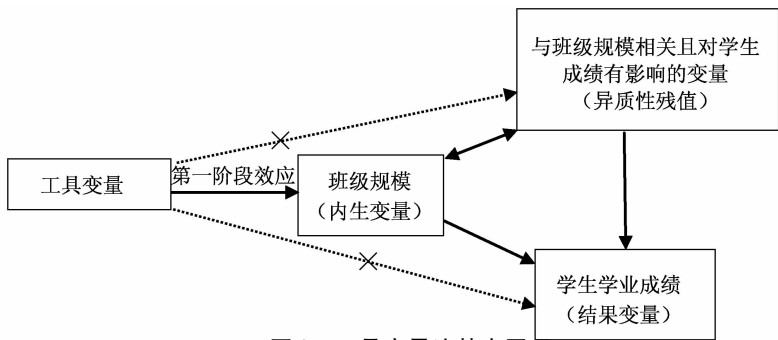 与班级规模相关且对学生
成绩有影响的变量
（异质性残值）
工具变量
第一阶段效应
班级规模
（内生变量）
学生学业成绩
（结果变量）